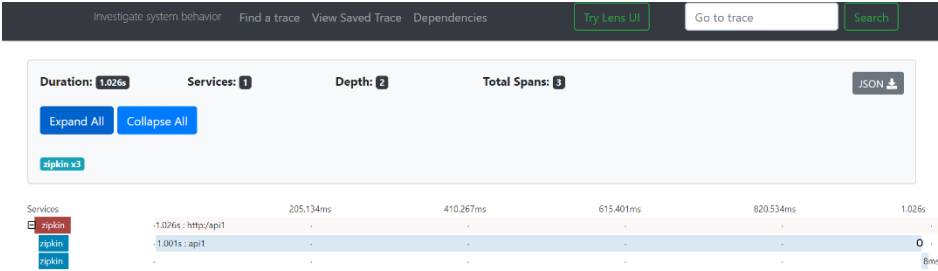 Investigate system behavior Find a trace View Saved Trace Dependencies Try Lens UI Go to trace Search
Duration: 1.026s Services: 1 Depth: 2 Total Spans: 3 JSON
Expand All Collapse All
zipkin x3
Services 205.134ms 410.267ms 615.401ms 820.534ms 1.026s
zipkin 1.026s : http:/api1
zipkin 1.001s : api1 O
zipkin 8ms